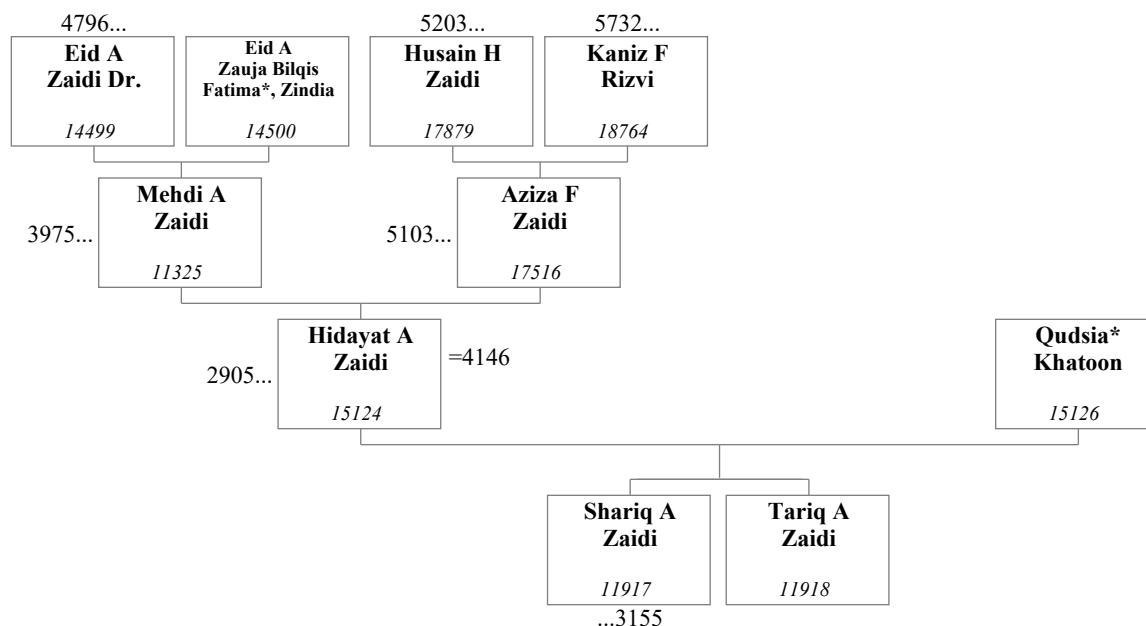 4796...
5203...
5732...
Eid A
Zaidi Dr.
14499
Eid A
Zauja Bilqis
Fatima*, Zindia
14500
Husain H
Zaidi
17879
Kaniz F
Rizvi
18764
3975...
Mehdi A
Zaidi
11325
5103...
Aziza F
Zaidi
17516
2905...
Hidayat A
Zaidi
15124
=4146
Qudsia*
Khatoon
15126
Shariq A
Zaidi
11917
Tariq A
Zaidi
11918
...3155